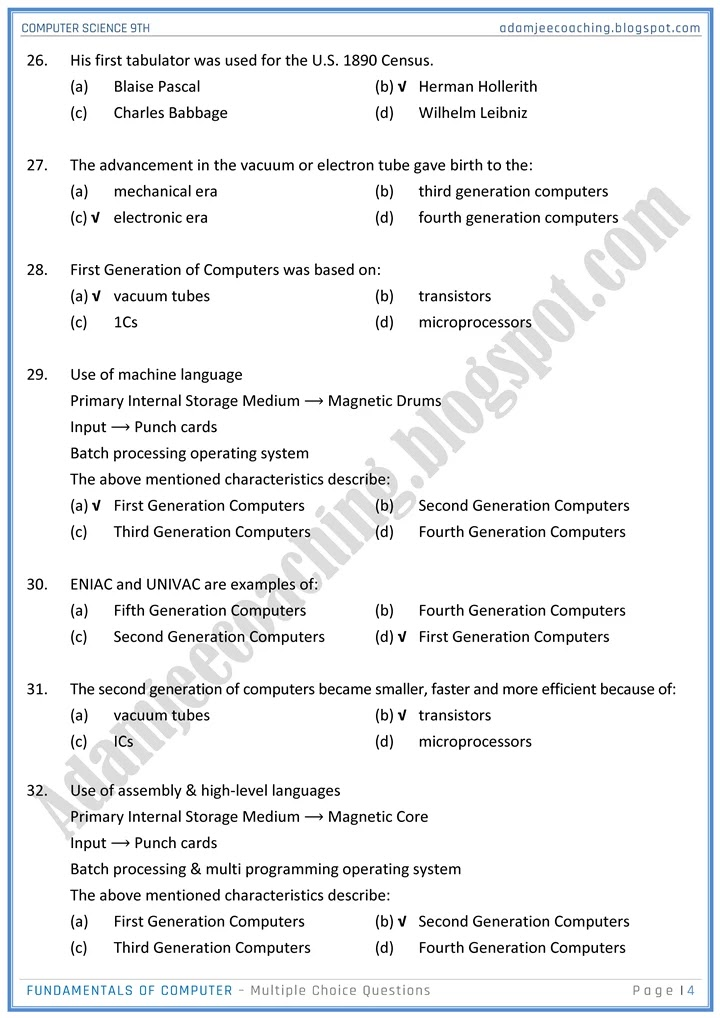 COMPUTER SCIENCE 9TH adamjeecoaching.blogspot.com
26. His first tabulator was used for the U.S. 1890 Census.
(a) Blaise Pascal (b) √ Herman Hollerith
(c) Charles Babbage (d) Wilhelm Leibniz
27. The advancement in the vacuum or electron tube gave birth to the:
(a) mechanical era (b) third generation computers
(c) √ electronic era (d) fourth generation computers
28. First Generation of Computers was based on:
(a) √ vacuum tubes (b) transistors
(c) 1Cs (d) microprocessors
29. Use of machine language
Primary Internal Storage Medium ⟶ Magnetic Drums
Input ⟶ Punch cards
Batch processing operating system
The above mentioned characteristics describe:
(a) √ First Generation Computers (b) Second Generation Computers
(c) Third Generation Computers (d) Fourth Generation Computers
30. ENIAC and UNIVAC are examples of:
(a) Fifth Generation Computers (b) Fourth Generation Computers
(c) Second Generation Computers (d) √ First Generation Computers
31. The second generation of computers became smaller, faster and more efficient because of:
(a) vacuum tubes (b) √ transistors
(c) ICs (d) microprocessors
32. Use of assembly & high-level languages
Primary Internal Storage Medium ⟶ Magnetic Core
Input ⟶ Punch cards
Batch processing & multi programming operating system
The above mentioned characteristics describe:
(a) First Generation Computers (b) √ Second Generation Computers
(c) Third Generation Computers (d) Fourth Generation Computers
FUNDAMENTALS OF COMPUTER – Multiple Choice Questions Page | 4
Adamjeecoaching.blogspot.com